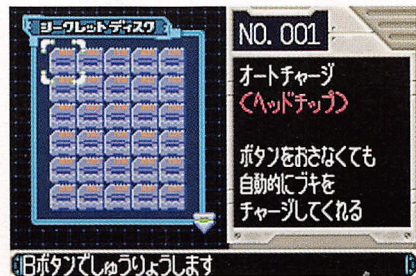 シークレットディスク
NO. 001
オートチャージ
(ヘッドチップ)
ボタンをおさなくても
自動的にブキを
チャージしてくれる
Bボタンでしゅうりょうします